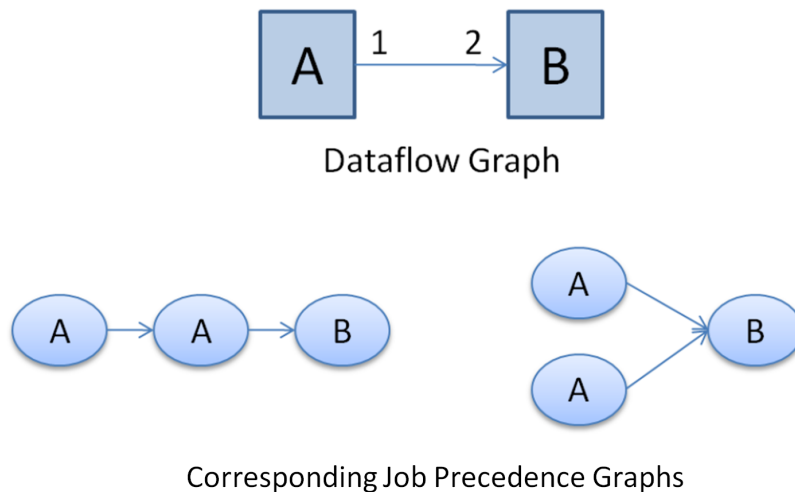 A 1 2 B
Dataflow Graph
A A B
A
A
B
Corresponding Job Precedence Graphs